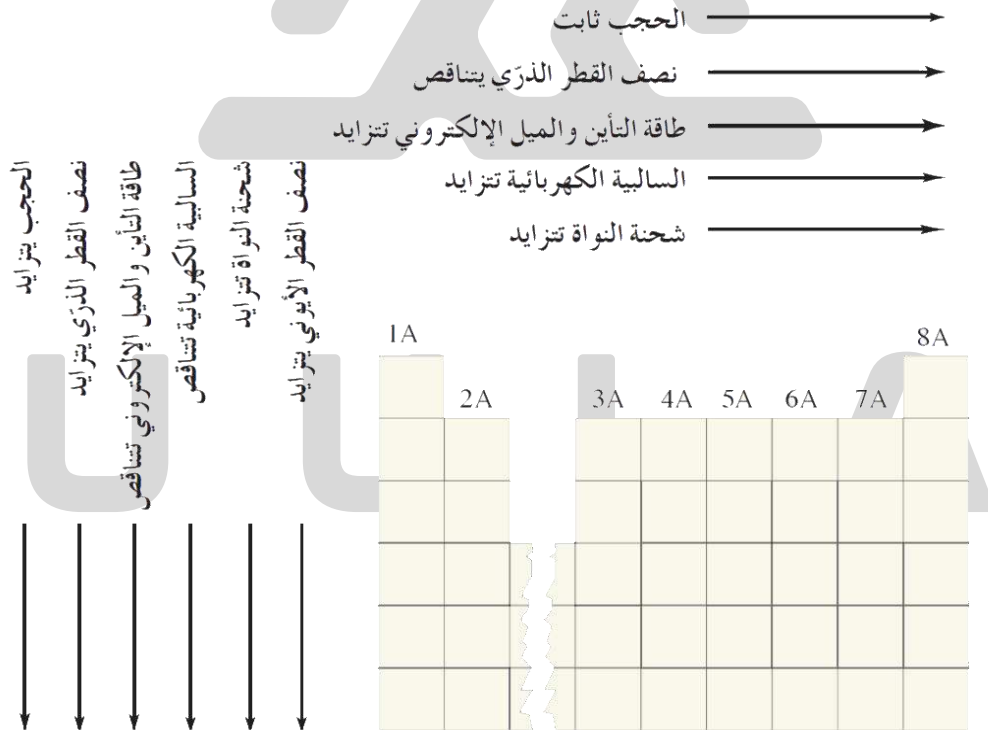 الحجب ثابت
نصف القطر الذرّي يتناقص
طاقة التأين والميل الإلكتروني تتزايد
السالبية الكهربائية تتزايد
شحنة النواة تتزايد
نصف القطر الأيوني يتزايد
شحنة النواة تتزايد
السالبية الكهربائية تتناقص
طاقة التأين والميل الإلكتروني تتناقص
نصف القطر الذرّي يتزايد
الحجب يتزايد
1A 8A
2A 3A 4A 5A 6A 7A